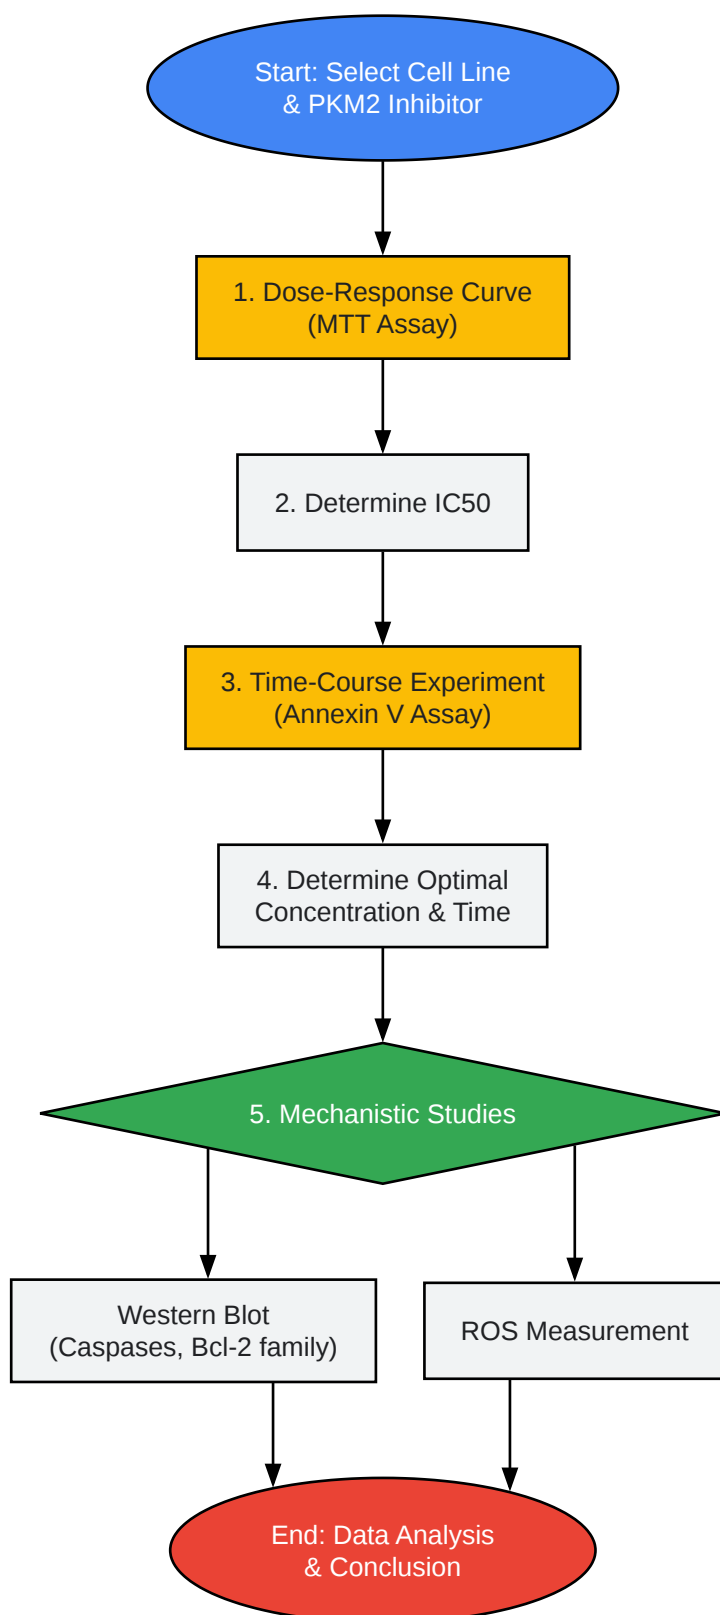 Start: Select Cell Line
& PKM2 Inhibitor
1. Dose-Response Curve
(MTT Assay)
2. Determine IC50
3. Time-Course Experiment
(Annexin V Assay)
4. Determine Optimal
Concentration & Time
5. Mechanistic Studies
Western Blot
(Caspases, Bcl-2 family)
ROS Measurement
End: Data Analysis
& Conclusion